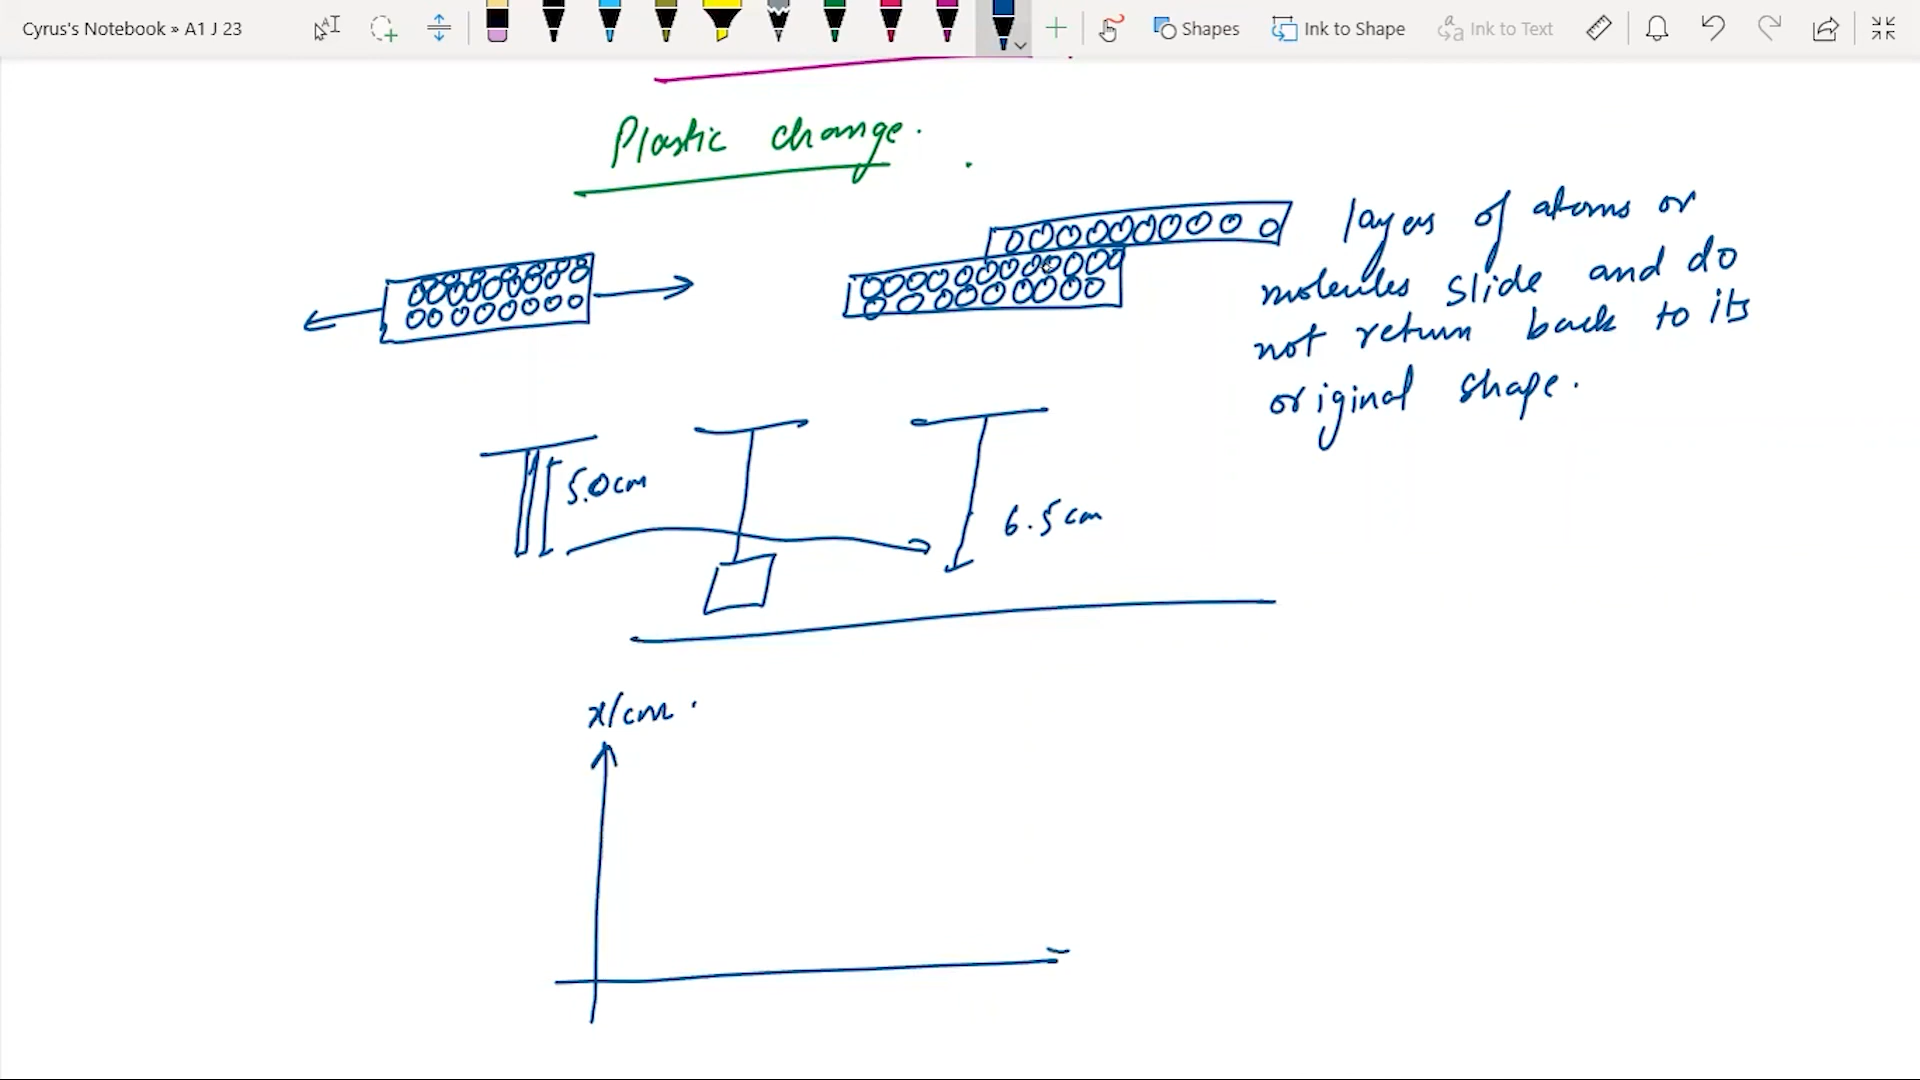 Cyrus's Notebook » A1 J 23
Shapes
Ink to Shape
Ink to Text
Plastic change.
layers of atoms or
molecules slide and do
not return back to its
original shape.
5.0cm
6.5cm
x/cm.